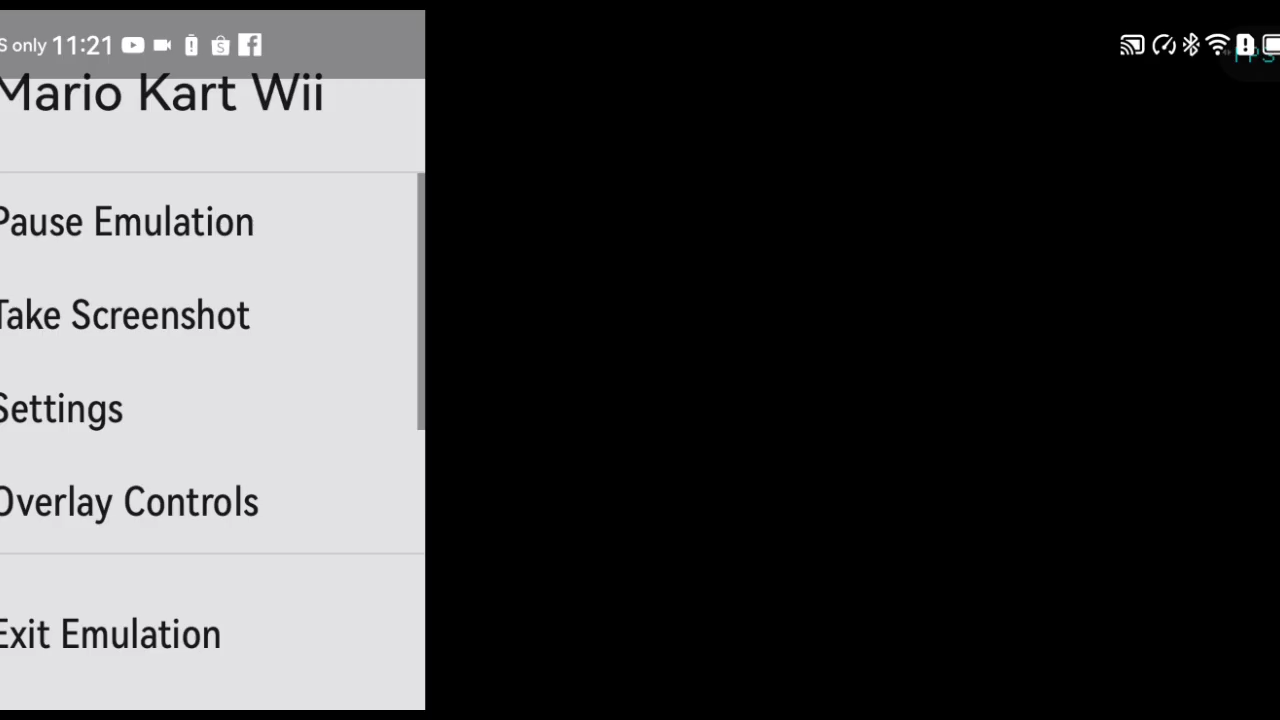 S only 11:21
Mario Kart Wii
Pause Emulation
Take Screenshot
Settings
Overlay Controls
Exit Emulation